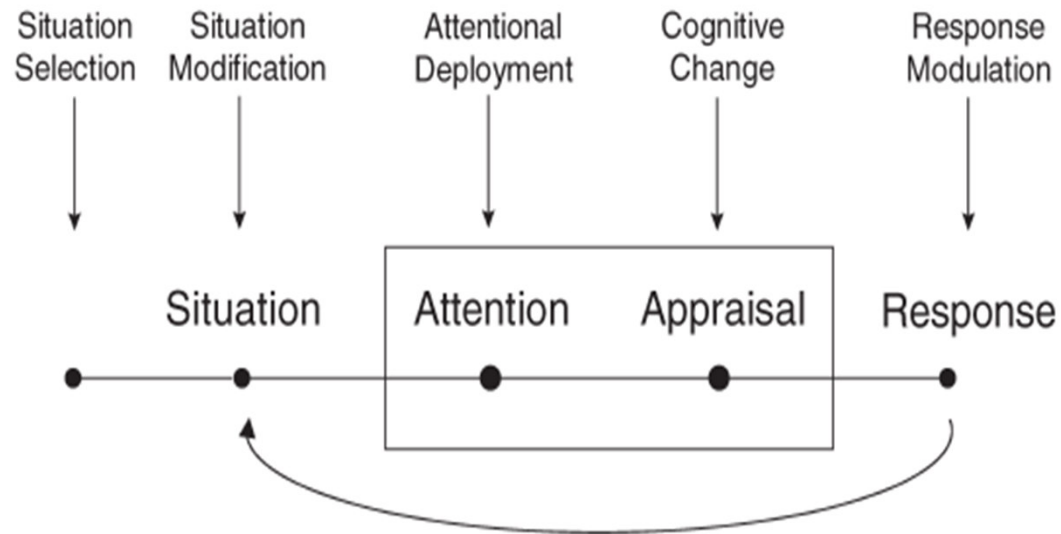 Situation
Selection
Situation
Modification
Attentional
Deployment
Cognitive
Change
Response
Modulation
Situation
Attention
Appraisal
Response